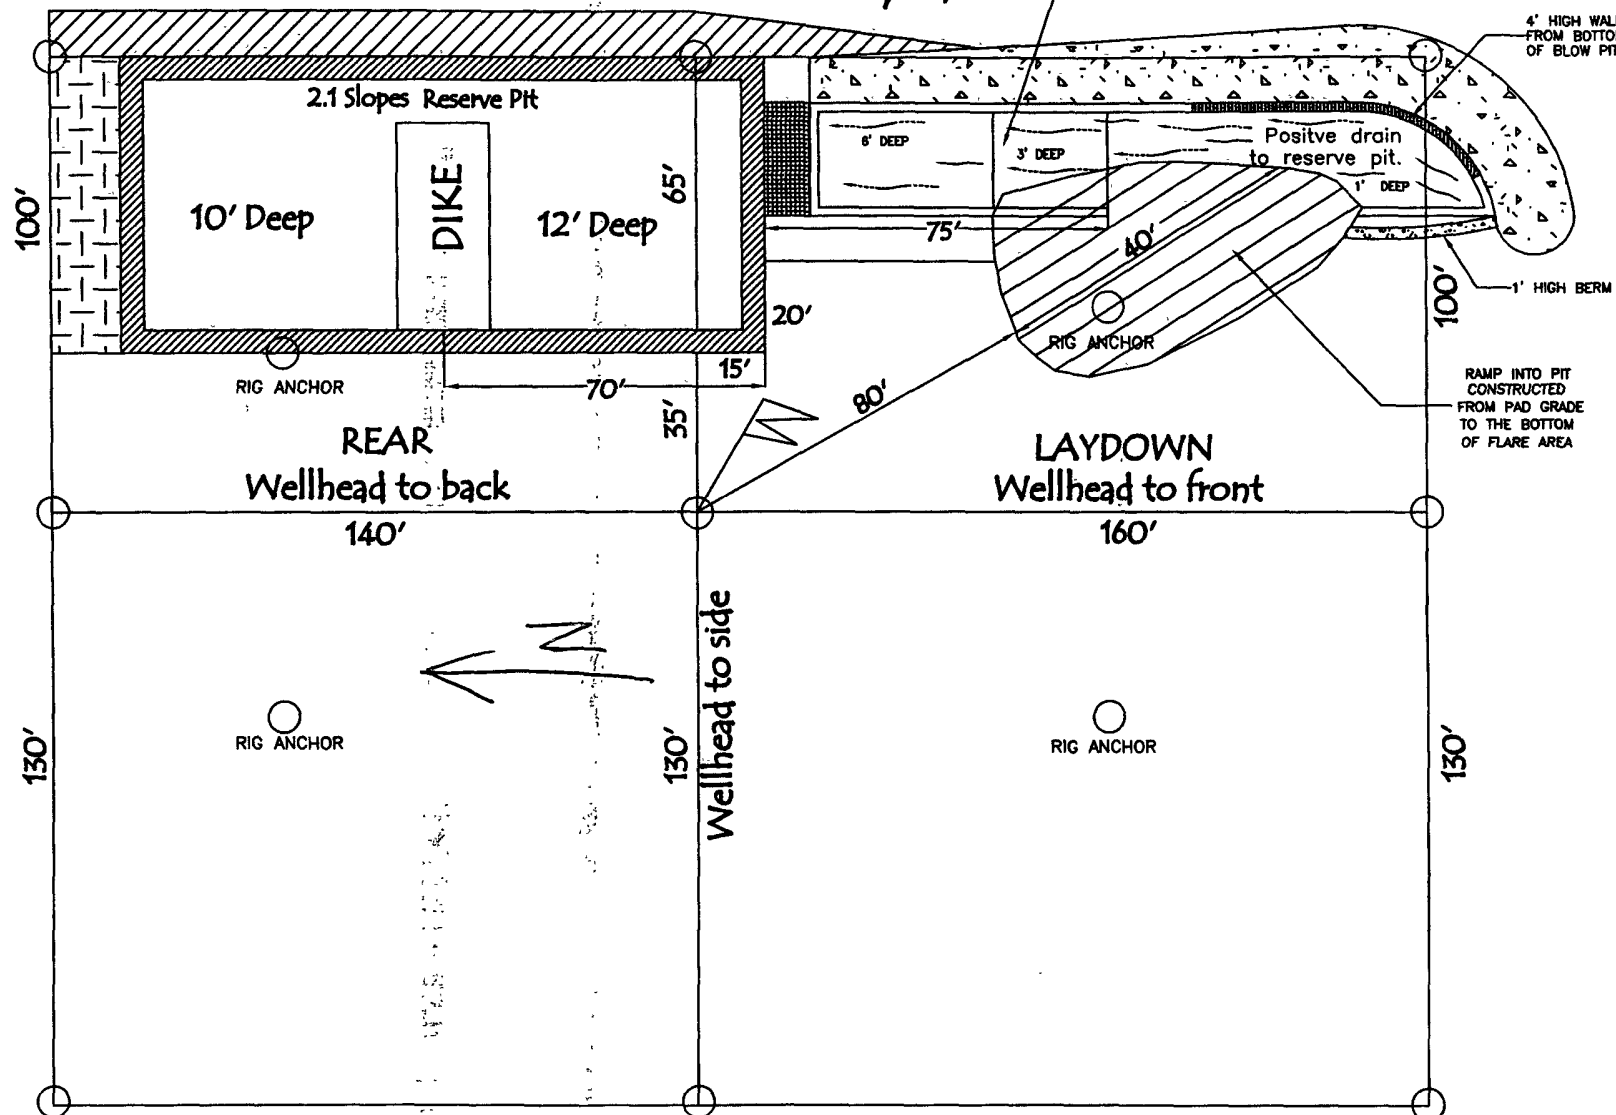 4' HIGH WALL
FROM BOTTOM
OF BLOW PIT
2.1 Slopes Reserve Pit
6' DEEP
3' DEEP
Positve drain
to reserve pit.
1' DEEP
100'
10' Deep
DIKE
12' Deep
65'
75'
40'
1' HIGH BERM
100'
20'
RIG ANCHOR
RIG ANCHOR
15'
70'
35'
80'
RAMP INTO PIT
CONSTRUCTED
FROM PAD GRADE
TO THE BOTTOM
OF FLARE AREA
N
REAR
Wellhead to back
140'
LAYDOWN
Wellhead to front
160'
N
Wellhead to side
RIG ANCHOR
RIG ANCHOR
130'
130'
130'